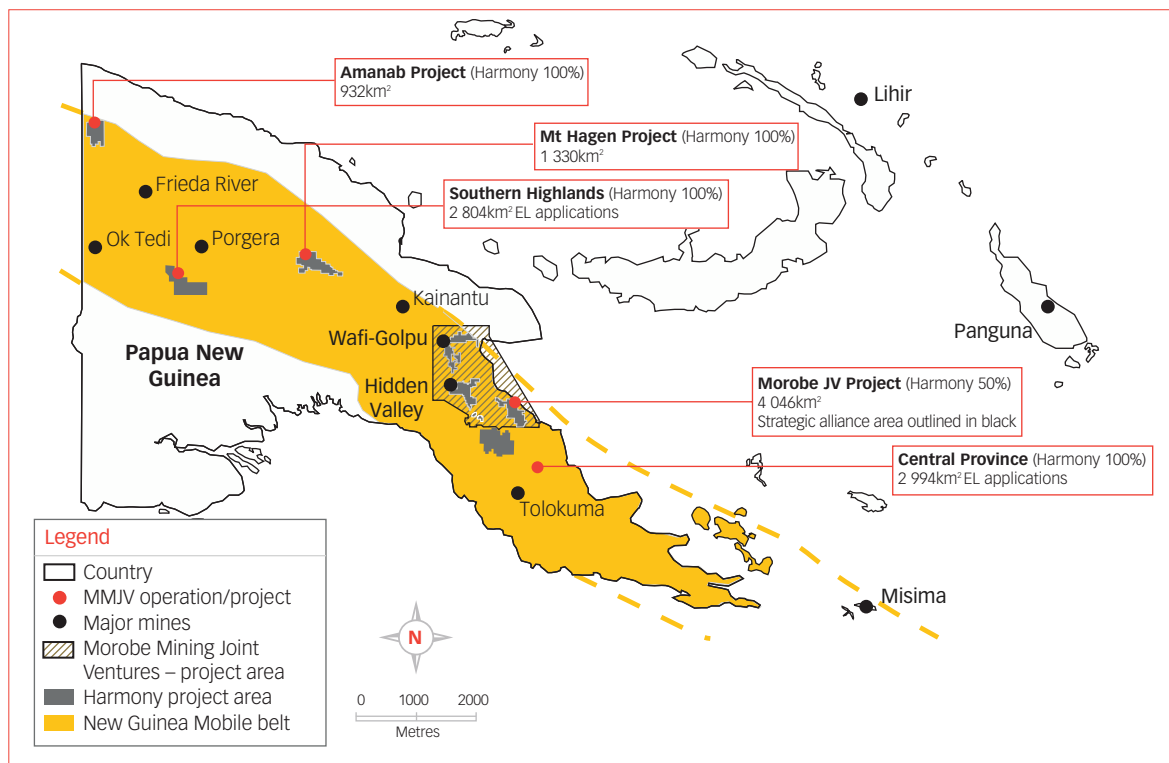 Amanab Project (Harmony 100%)
932km²
Lihir
Mt Hagen Project (Harmony 100%)
1 330km²
Frieda River
Southern Highlands (Harmony 100%)
2 804km² EL applications
Ok Tedi
Porgera
Kainantu
Panguna
Wafi-Golpu
Papua New
Guinea
Hidden
Valley
Morobe JV Project (Harmony 50%)
4 046km²
Strategic alliance area outlined in black
Central Province (Harmony 100%)
2 994km² EL applications
Tolokuma
Misima
Legend
Country
MMJV operation/project
Major mines
Morobe Mining Joint
Ventures – project area
Harmony project area
New Guinea Mobile belt
N
0 1000 2000
Metres